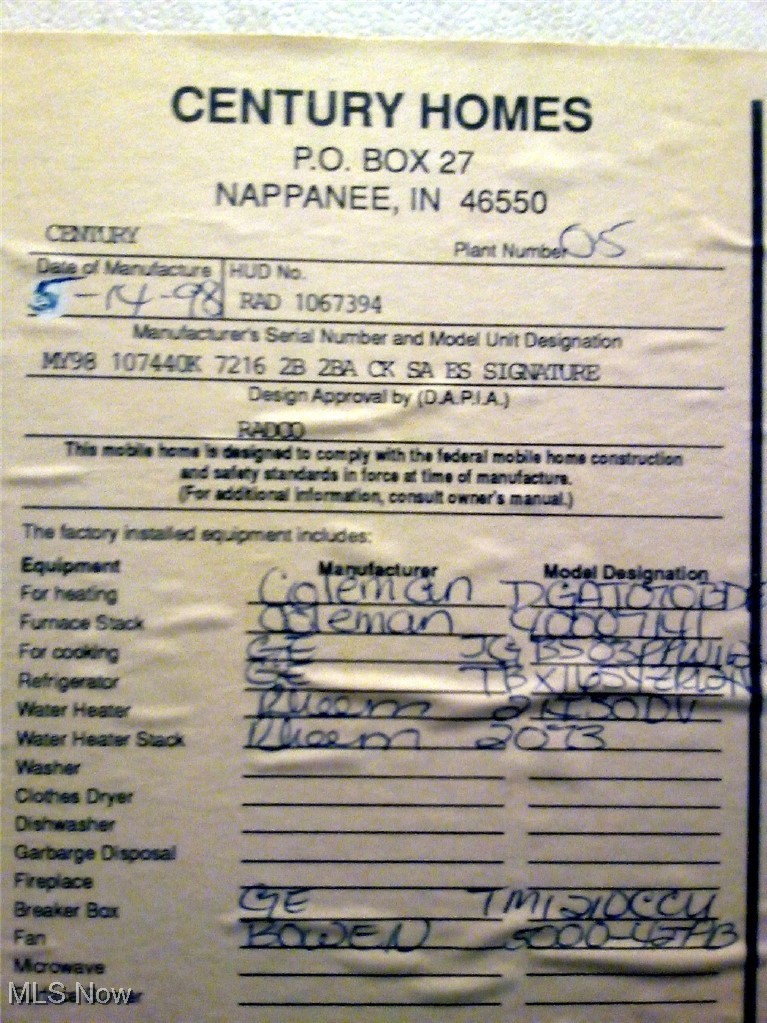 CENTURY HOMES
P.O. BOX 27
NAPPANEE, IN 46550
CENTURY
Plant Number 05
Date of Manufacture HUD No.
5-14-98 RAD 1067394
Manufacturer's Serial Number and Model Unit Designation
MY98 107440K 7216 2B 2BA CK SA ES SIGNATURE
Design Approval by (D.A.P.I.A.)
RADCO
This mobile home is designed to comply with the federal mobile home construction
and safety standards in force at time of manufacture.
(For additional information, consult owner's manual.)
The factory installed equipment includes:
Equipment Manufacturer Model Designation
For heating Coleman
Furnace Stack Coleman
For cooking GE
Refrigerator GE
Water Heater Rheem
Water Heater Stack Rheem 2073
Washer
Clothes Dryer
Dishwasher
Garbarge Disposal
Fireplace
Breaker Box GE TM1210CCU
Fan BOWEN
Microwave
MLS Now